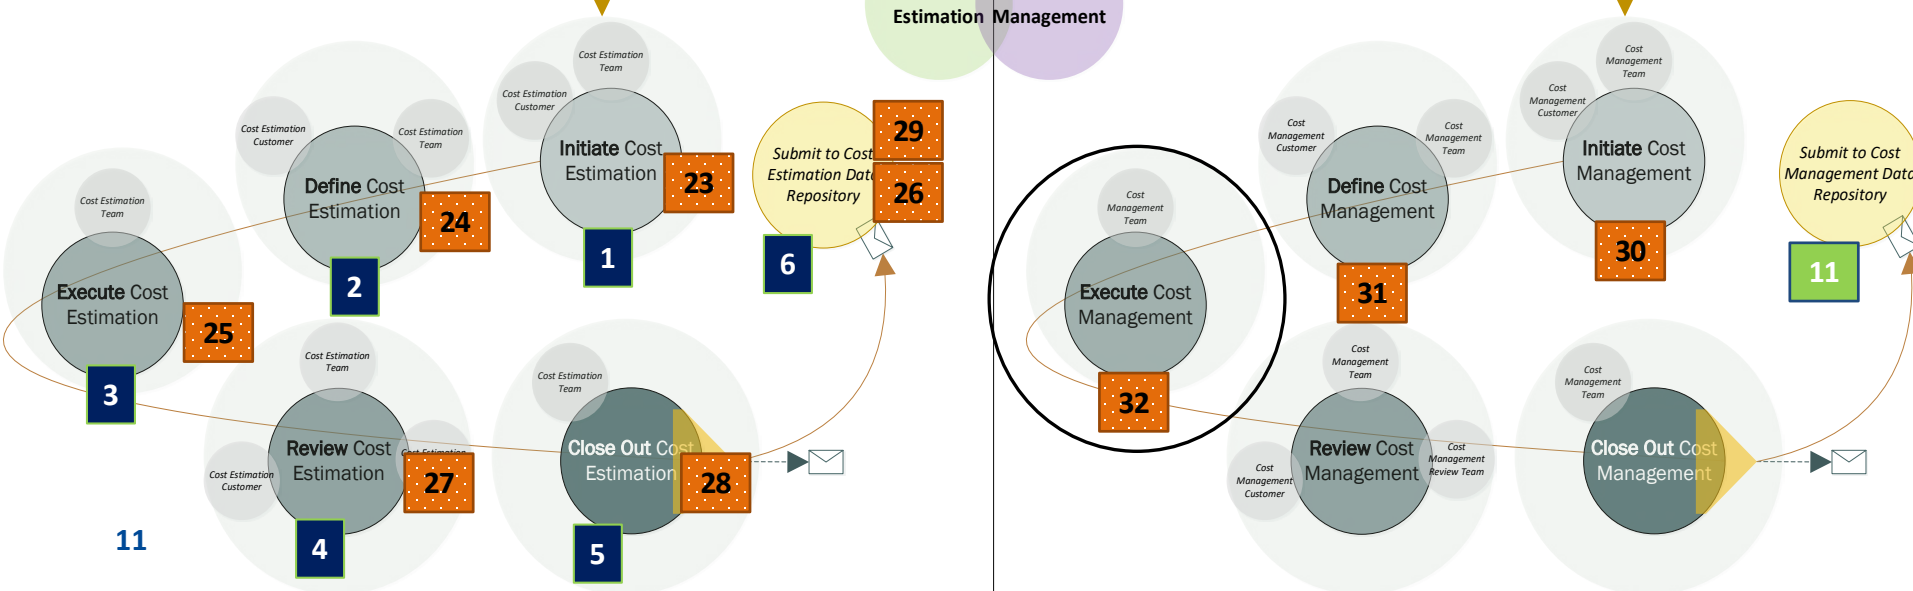 Estimation Management
Cost Estimation
Team
Cost Estimation
Customer
Initiate Cost
Estimation
23
1
Cost Estimation
Customer
Cost Estimation
Team
Define Cost
Estimation
24
2
Cost Estimation
Team
Execute Cost
Estimation
25
3
Cost Estimation
Team
Cost Estimation
Customer
Cost Estimation
Review Cost
Estimation
27
4
Cost Estimation
Team
Close Out Cost
Estimation
28
5
Submit to Cost
Estimation Data
Repository
29
26
6
11
Cost
Management
Team
Cost
Management
Customer
Initiate Cost
Management
30
Cost
Management
Customer
Cost
Management
Team
Define Cost
Management
31
Cost
Management
Team
Execute Cost
Management
32
Cost
Management
Team
Cost
Management
Customer
Cost
Management
Review Team
Review Cost
Management
Cost
Management
Team
Close Out Cost
Management
Submit to Cost
Management Data
Repository
11